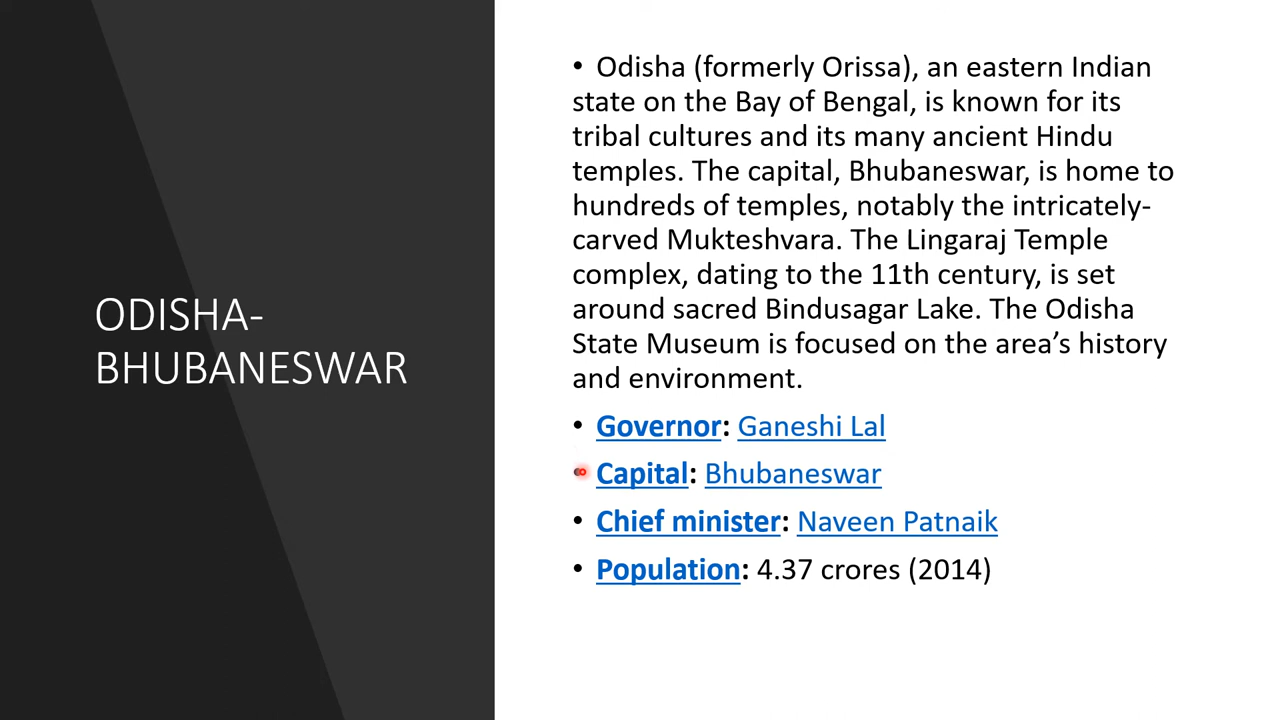 ODISHA-
BHUBANESWAR
• Odisha (formerly Orissa), an eastern Indian
state on the Bay of Bengal, is known for its
tribal cultures and its many ancient Hindu
temples. The capital, Bhubaneswar, is home to
hundreds of temples, notably the intricately-
carved Mukteshvara. The Lingaraj Temple
complex, dating to the 11th century, is set
around sacred Bindusagar Lake. The Odisha
State Museum is focused on the area’s history
and environment.
• Governor: Ganeshi Lal
• Capital: Bhubaneswar
• Chief minister: Naveen Patnaik
• Population: 4.37 crores (2014)